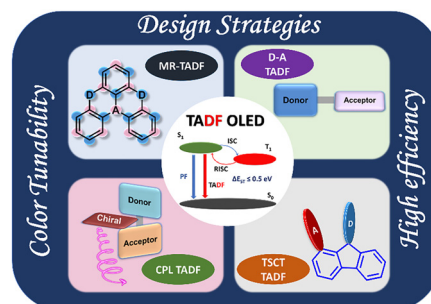 Design Strategies
Color Tunability
High efficiency
MR-TADF
D
D
A
D-A
TADF
Donor
Acceptor
TADF OLED
S1
ISC
T1
RISC
PF
TADF
ΔEST ≤ 0.5 eV
S0
Donor
Chiral
Acceptor
CPL TADF
A
D
TSCT
TADF